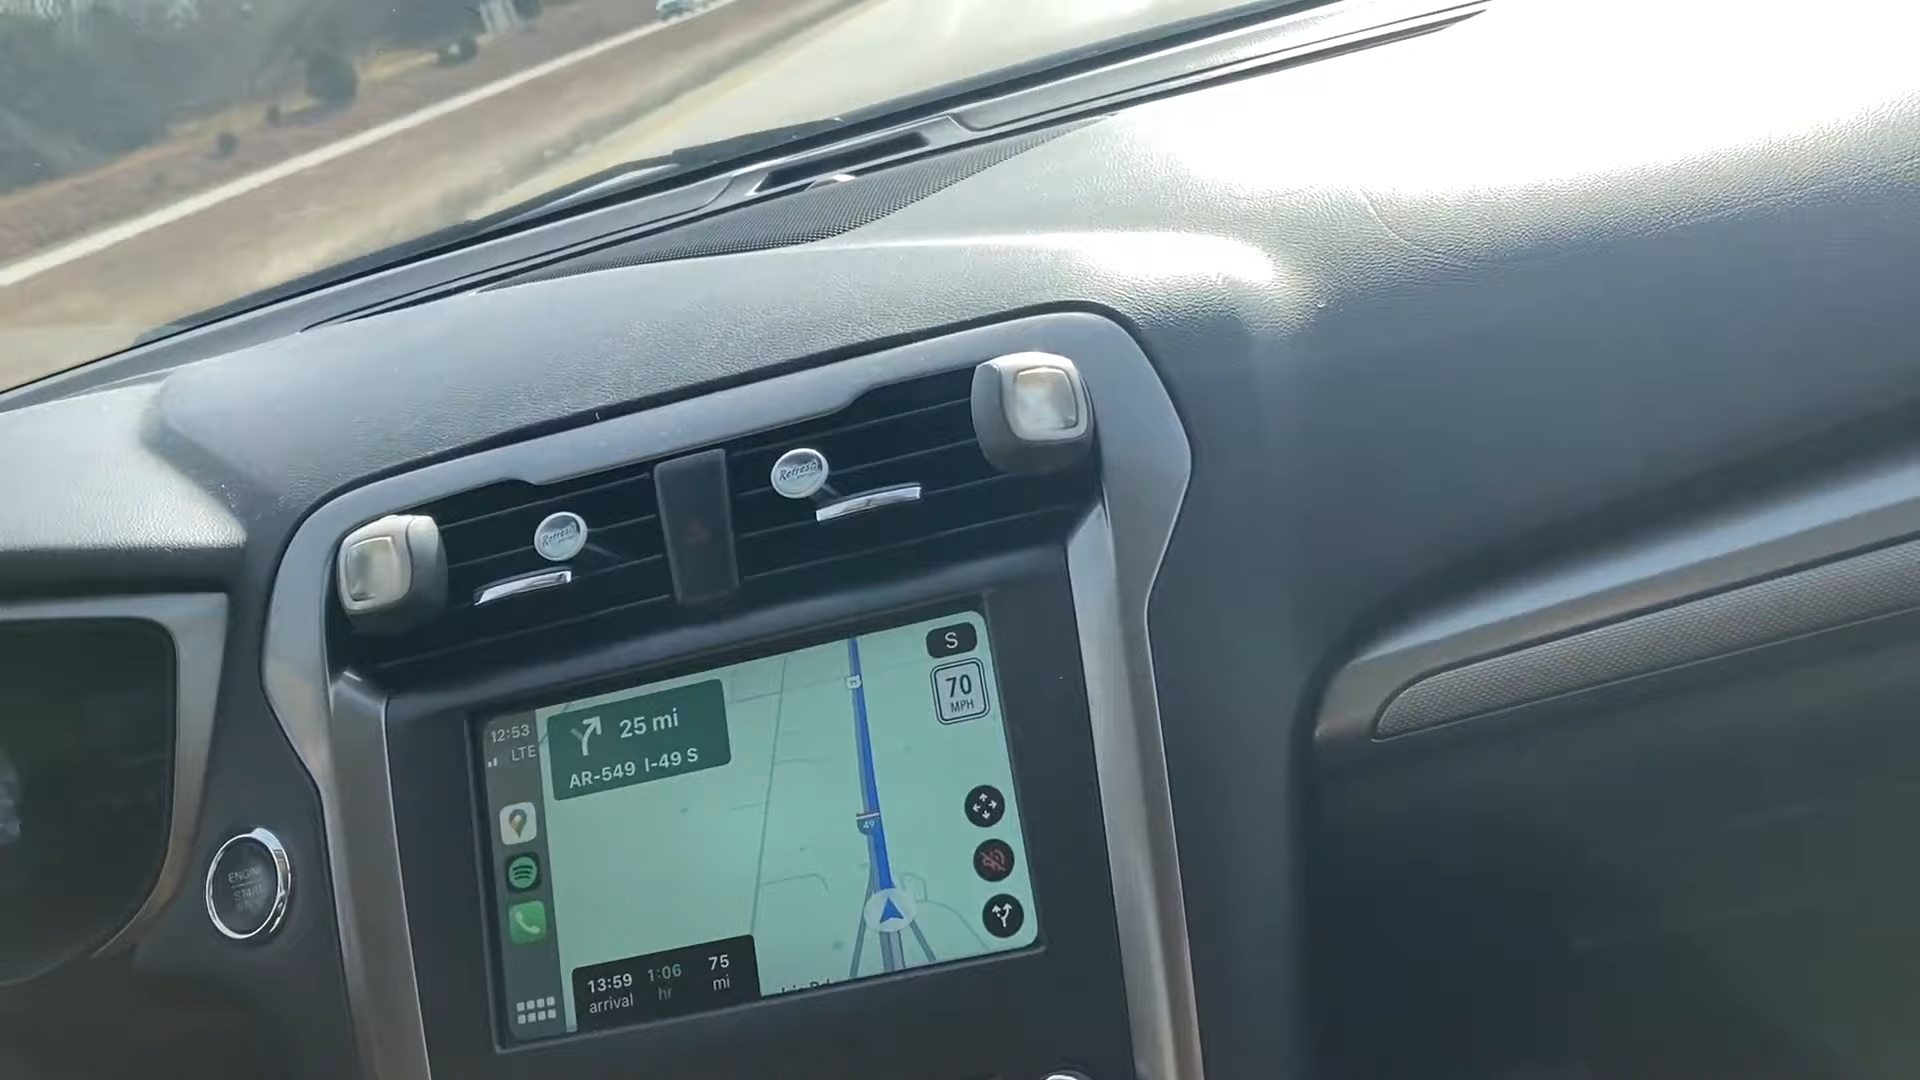 Refresh
Refresh
S
70
MPH
12:53
LTE
25 mi
AR-549 I-49 S
71
49
ENGINE
START
13:59 1:06 75
arrival hr mi